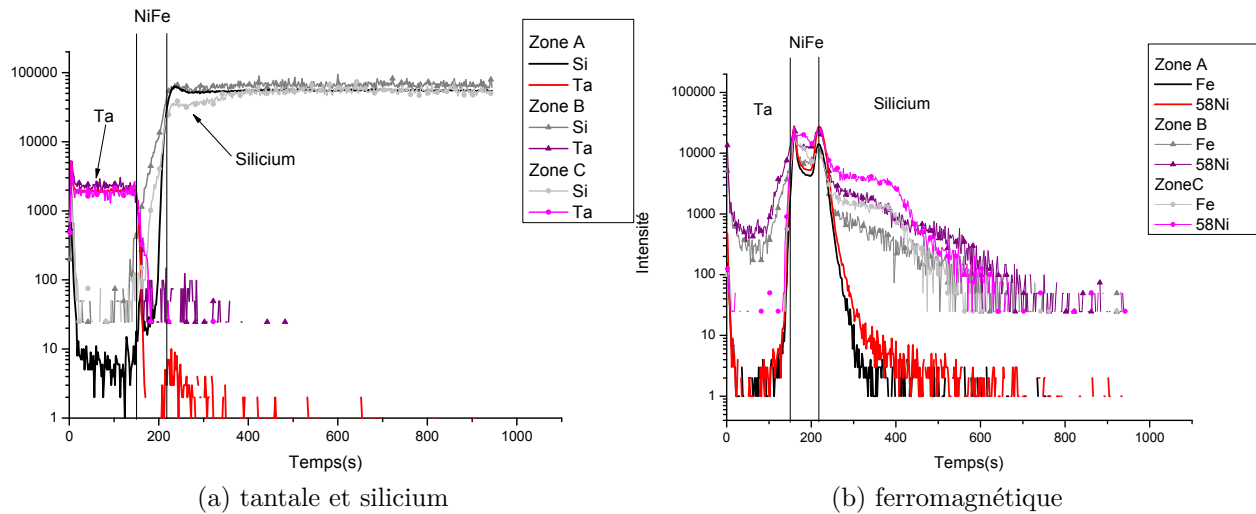 NiFe
100000
10000
1000
100
10
1
0
200
400
600
800
1000
Temps(s)
Ta
Silicium
Zone A
Si
Ta
Zone B
Si
Ta
Zone C
Si
Ta
(a) tantale et silicium
NiFe
Ta
Silicium
Intensité
100000
10000
1000
100
10
1
0
200
400
600
800
1000
Temps(s)
Zone A
Fe
58Ni
Zone B
Fe
58Ni
ZoneC
Fe
58Ni
(b) ferromagnétique